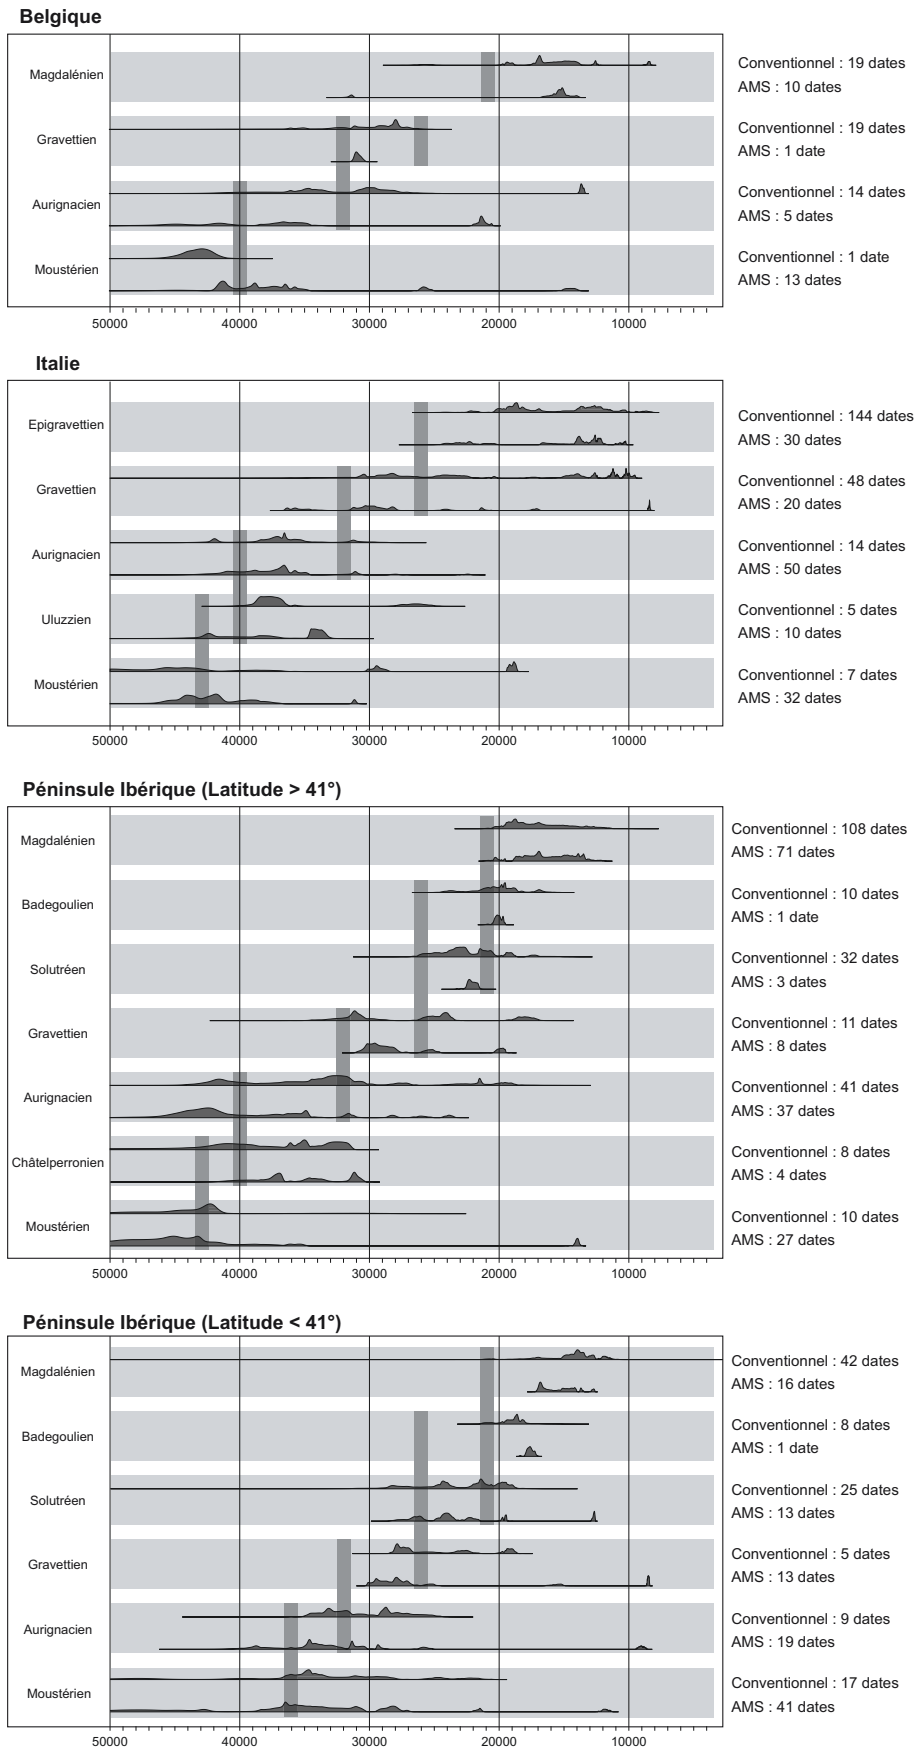 Belgique
Magdalénien
Conventionnel : 19 dates
AMS : 10 dates
Gravettien
Conventionnel : 19 dates
AMS : 1 date
Aurignacien
Conventionnel : 14 dates
AMS : 5 dates
Moustérien
Conventionnel : 1 date
AMS : 13 dates
50000 40000 30000 20000 10000
Italie
Epigravettien
Conventionnel : 144 dates
AMS : 30 dates
Gravettien
Conventionnel : 48 dates
AMS : 20 dates
Aurignacien
Conventionnel : 14 dates
AMS : 50 dates
Uluzzien
Conventionnel : 5 dates
AMS : 10 dates
Moustérien
Conventionnel : 7 dates
AMS : 32 dates
50000 40000 30000 20000 10000
Péninsule Ibérique (Latitude > 41°)
Magdalénien
Conventionnel : 108 dates
AMS : 71 dates
Badegoulien
Conventionnel : 10 dates
AMS : 1 date
Solutréen
Conventionnel : 32 dates
AMS : 3 dates
Gravettien
Conventionnel : 11 dates
AMS : 8 dates
Aurignacien
Conventionnel : 41 dates
AMS : 37 dates
Châtelperronien
Conventionnel : 8 dates
AMS : 4 dates
Moustérien
Conventionnel : 10 dates
AMS : 27 dates
50000 40000 30000 20000 10000
Péninsule Ibérique (Latitude < 41°)
Magdalénien
Conventionnel : 42 dates
AMS : 16 dates
Badegoulien
Conventionnel : 8 dates
AMS : 1 date
Solutréen
Conventionnel : 25 dates
AMS : 13 dates
Gravettien
Conventionnel : 5 dates
AMS : 13 dates
Aurignacien
Conventionnel : 9 dates
AMS : 19 dates
Moustérien
Conventionnel : 17 dates
AMS : 41 dates
50000 40000 30000 20000 10000